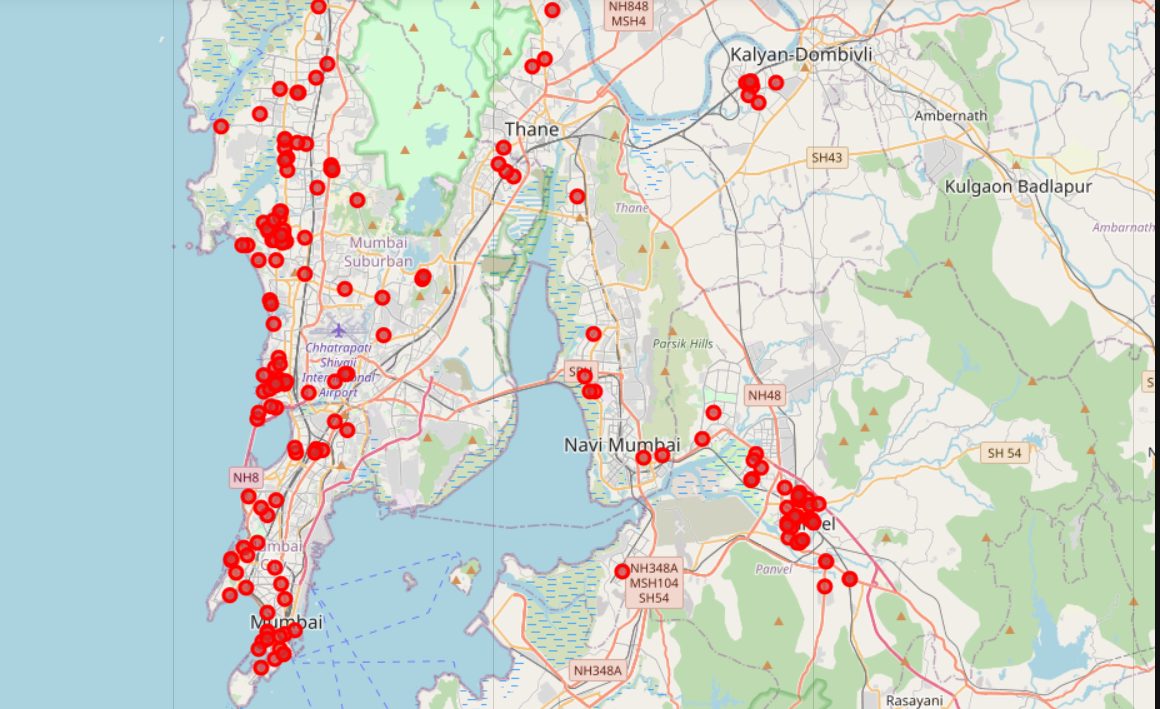 NH848
MSH4
Kalyan-Dombivli
Ambernath
Thane
SH43
Kulgaon Badlapur
Thane
Ambarnath
Mumbai
Suburban
Chhatrapati
Shivaji
International
Airport
Parsik Hills
NH48
Navi Mumbai
SH 54
NH8
Panvel
NH348A
MSH104
SH54
Mumbai
NH348A
Rasayani